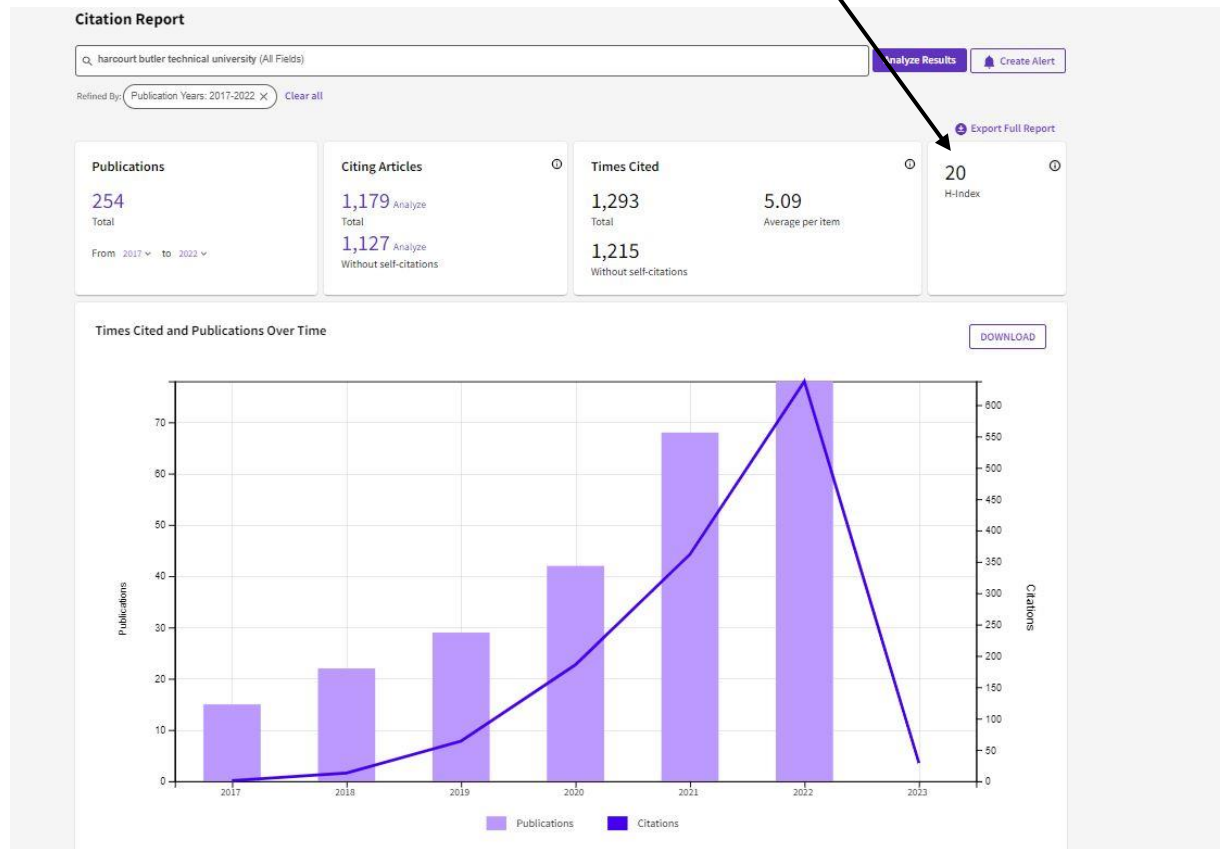 Citation Report
harcourt butler technical university (All Fields)
Analyze Results
Create Alert
Refined By: Publication Years: 2017-2022 × Clear all
Export Full Report
Publications
254
Total
From 2017 to 2022
Citing Articles
1,179 Analyze
Total
1,127 Analyze
Without self-citations
Times Cited
1,293
Total
1,215
Without self-citations
5.09
Average per item
20
H-Index
Times Cited and Publications Over Time
DOWNLOAD
Publications
70
60
50
40
30
20
10
0
600
550
500
450
400
350
300
250
200
150
100
50
0
Citations
2017 2018 2019 2020 2021 2022 2023
Publications Citations